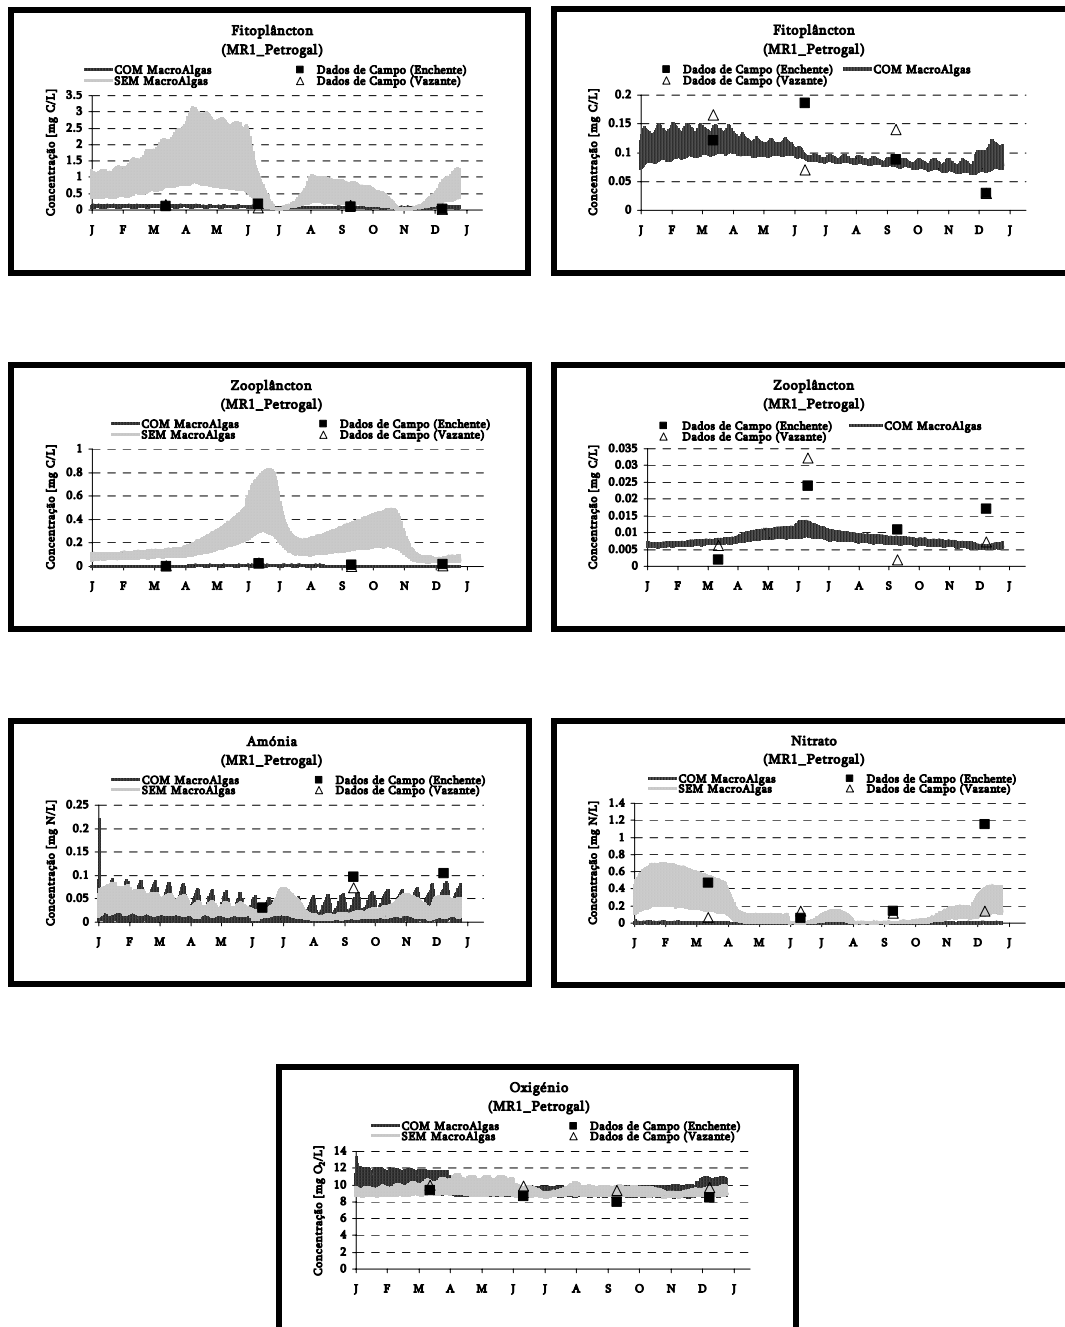 Fitoplâncton
(MR1_Petrogal)
COM MacroAlgas Dados de Campo (Enchente)
SEM MacroAlgas Dados de Campo (Vazante)
Concentração [mg C/L]
3.5
3
2.5
2
1.5
1
0.5
0
J F M A M J J A S O N D J
Fitoplâncton
(MR1_Petrogal)
Dados de Campo (Enchente) COM MacroAlgas
Dados de Campo (Vazante)
Concentração [mg C/L]
0.2
0.15
0.1
0.05
0
J F M A M J J A S O N D J
Zooplâncton
(MR1_Petrogal)
COM MacroAlgas Dados de Campo (Enchente)
SEM MacroAlgas Dados de Campo (Vazante)
Concentração [mg C/L]
1
0.8
0.6
0.4
0.2
0
J F M A M J J A S O N D J
Zooplâncton
(MR1_Petrogal)
Dados de Campo (Enchente) COM MacroAlgas
Dados de Campo (Vazante)
Concentração [mg C/L]
0.035
0.03
0.025
0.02
0.015
0.01
0.005
0
J F M A M J J A S O N D J
Amónia
(MR1_Petrogal)
COM MacroAlgas Dados de Campo (Enchente)
SEM MacroAlgas Dados de Campo (Vazante)
Concentração [mg N/L]
0.25
0.2
0.15
0.1
0.05
0
J F M A M J J A S O N D J
Nitrato
(MR1_Petrogal)
COM MacroAlgas Dados de Campo (Enchente)
SEM MacroAlgas Dados de Campo (Vazante)
Concentração [mg N/L]
1.4
1.2
1
0.8
0.6
0.4
0.2
0
J F M A M J J A S O N D J
Oxigénio
(MR1_Petrogal)
COM MacroAlgas Dados de Campo (Enchente)
SEM MacroAlgas Dados de Campo (Vazante)
Concentração [mg O₂/L]
14
12
10
8
6
4
2
0
J F M A M J J A S O N D J